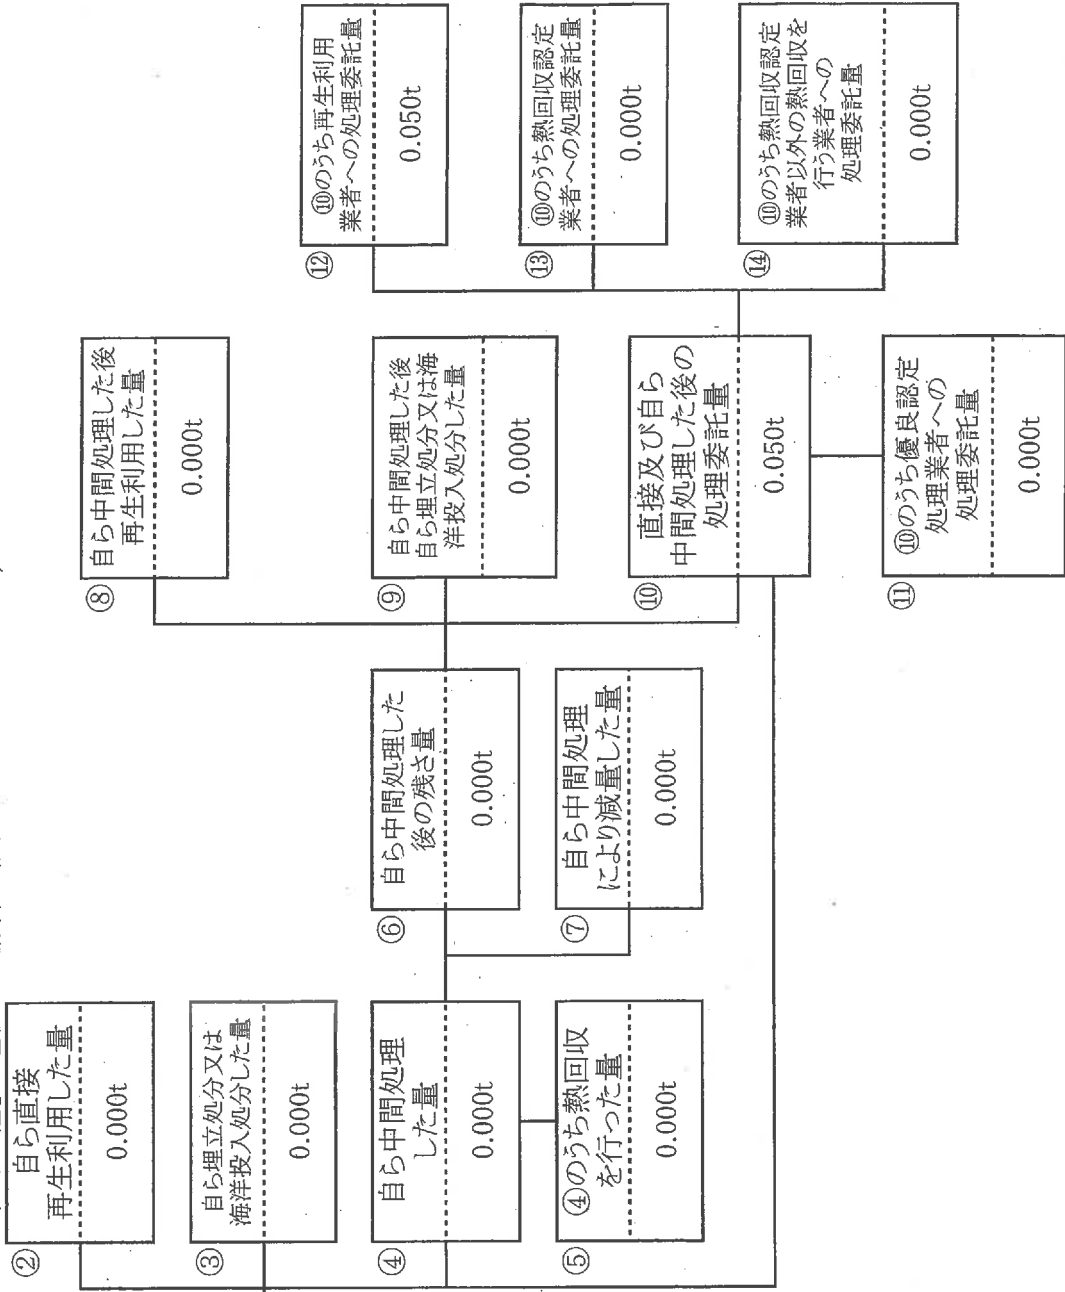 ②
自ら直接
再生利用した量
0.000t
③
自ら埋立処分又は
海洋投入処分した量
0.000t
④
自ら中間処理
した量
0.000t
⑤
④のうち熱回収
を行った量
0.000t
⑥
自ら中間処理した
後の残さ量
0.000t
⑦
自ら中間処理
により減量した量
0.000t
⑧
自ら中間処理した後
再生利用した量
0.000t
⑨
自ら中間処理した後
自ら埋立処分又は海
洋投入処分した量
0.000t
⑩
直接及び自ら
中間処理した後の
処理委託量
0.050t
⑪
⑩のうち優良認定
処理業者への
処理委託量
0.000t
⑫
⑩のうち再生利用
業者への処理委託量
0.050t
⑬
⑩のうち熱回収認定
業者への処理委託量
0.000t
⑭
⑩のうち熱回収認定
業者以外の熱回収を
行う業者への
処理委託量
0.000t